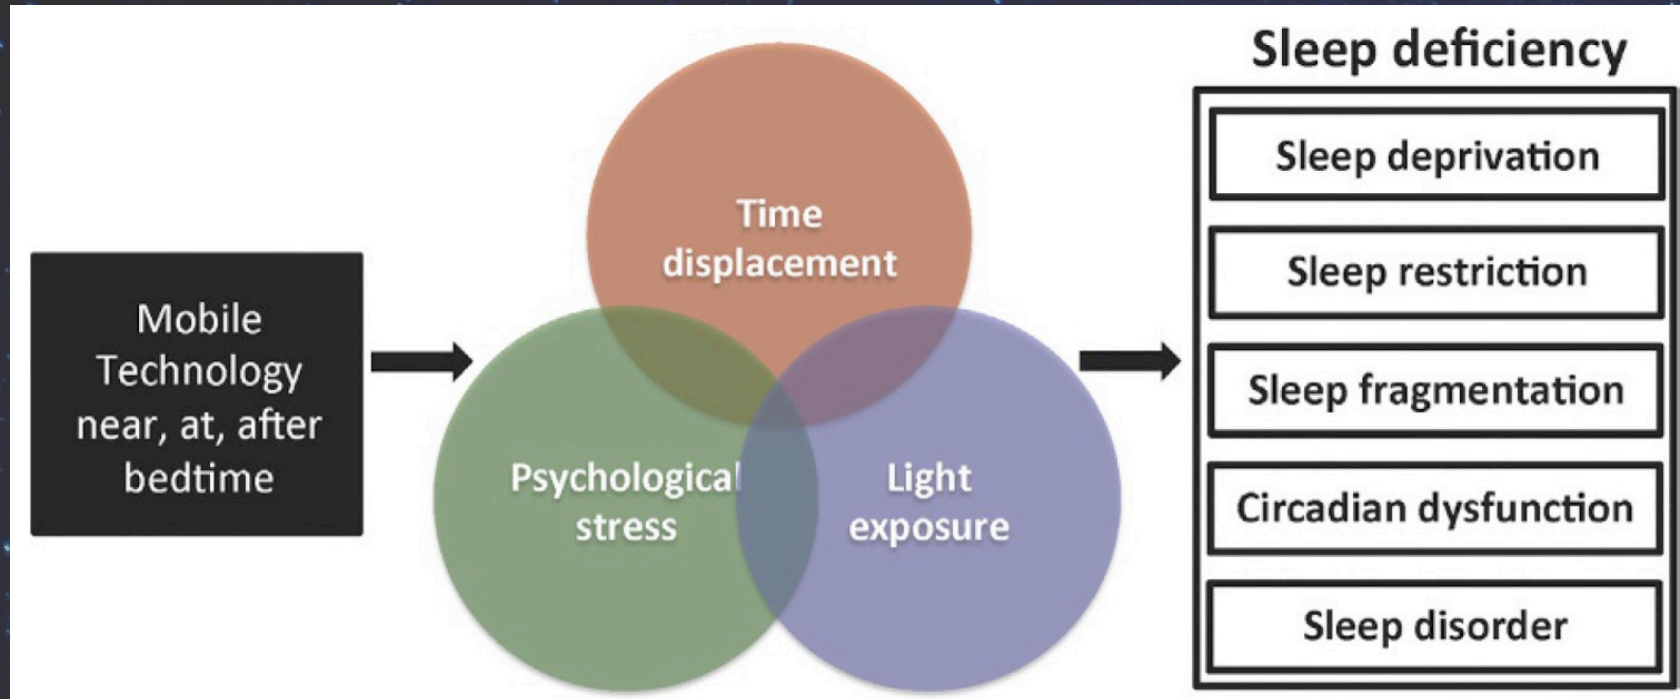 Mobile
Technology
near, at, after
bedtime
Time
displacement
Psychological
stress
Light
exposure
Sleep deficiency
Sleep deprivation
Sleep restriction
Sleep fragmentation
Circadian dysfunction
Sleep disorder